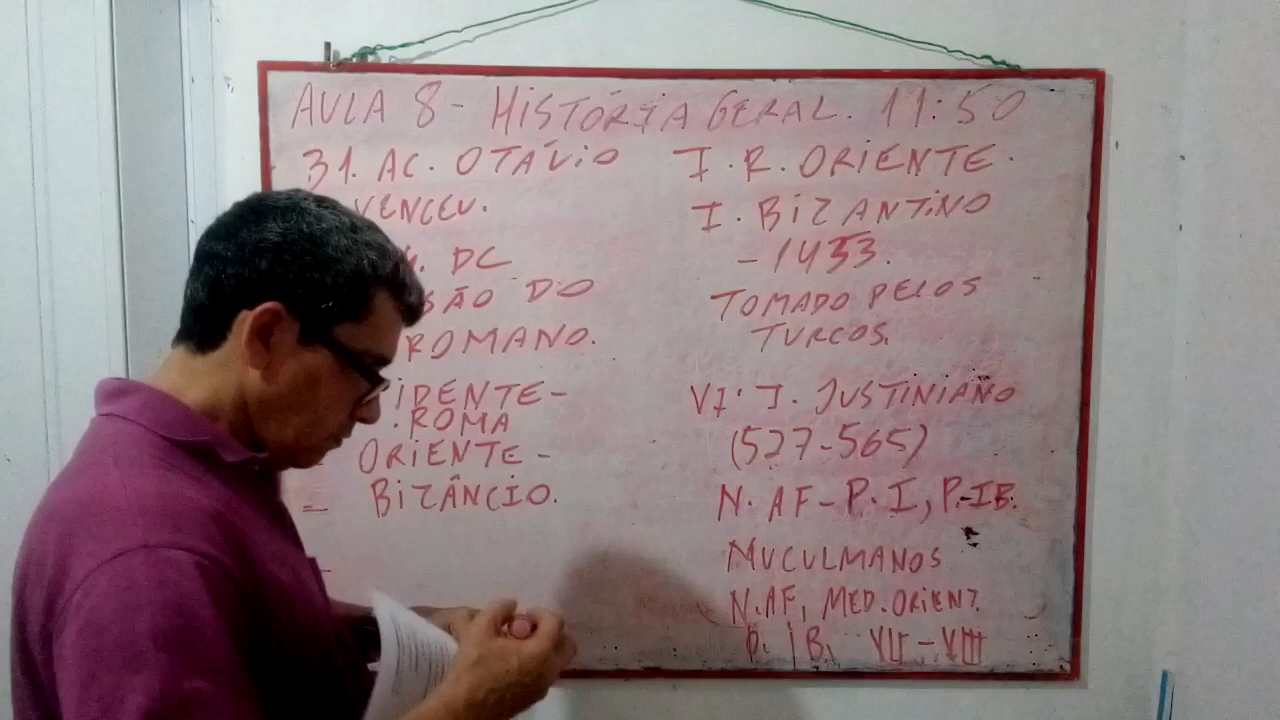 AULA 8 - HISTÓRIA GERAL. 11:50
31. AC. OTÁVIO
VENCEU.
DC
SÃO DO
ROMANO.
IDENTE-
.ROMA
ORIENTE -
BIZÂNCIO.
I. R. ORIENTE.
I. BIZANTINO
- 1453.
TOMADO PELOS
TURCOS.
VI: I. JUSTINIANO
(527-565)
N. AF - P. I, P. IB.
MUCULMANOS
N. AF, MED. ORIENT.
P. IB. VII - VIII